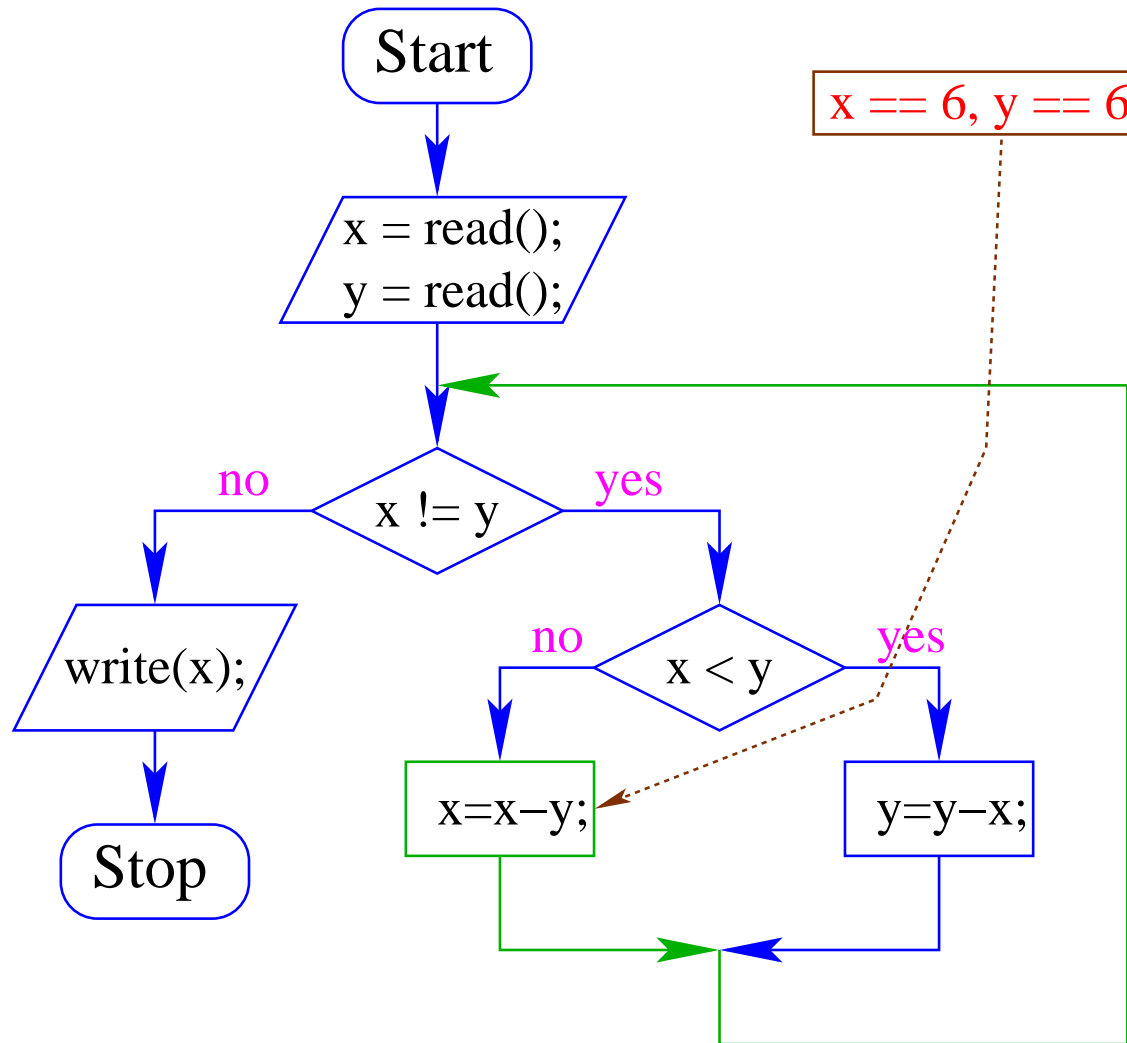 Start
x == 6, y == 6
x = read();
y = read();
no
yes
x != y
no
yes
write(x);
x < y
x=x−y;
y=y−x;
Stop